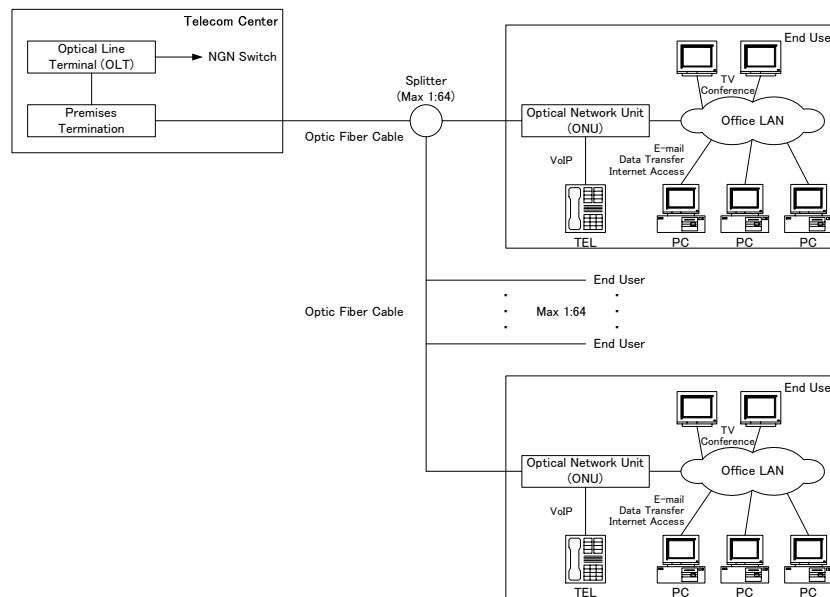 Telecom Center
Optical Line
Terminal (OLT)
NGN Switch
Premises
Termination
Optic Fiber Cable
Splitter
(Max 1:64)
End User
TV
Conference
Optical Network Unit
(ONU)
Office LAN
VoIP
E-mail
Data Transfer
Internet Access
TEL
PC
PC
PC
End User
Optic Fiber Cable
Max 1:64
End User
End User
TV
Conference
Optical Network Unit
(ONU)
Office LAN
VoIP
E-mail
Data Transfer
Internet Access
TEL
PC
PC
PC